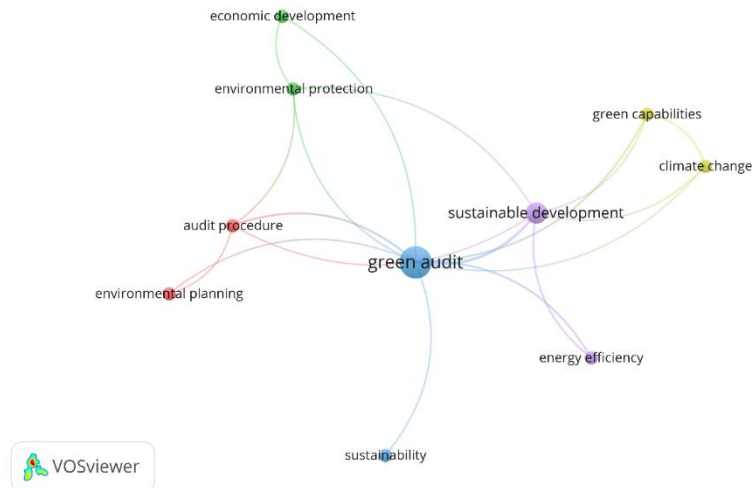 economic development
environmental protection
green capabilities
climate change
sustainable development
audit procedure
green audit
environmental planning
energy efficiency
sustainability
VOSviewer